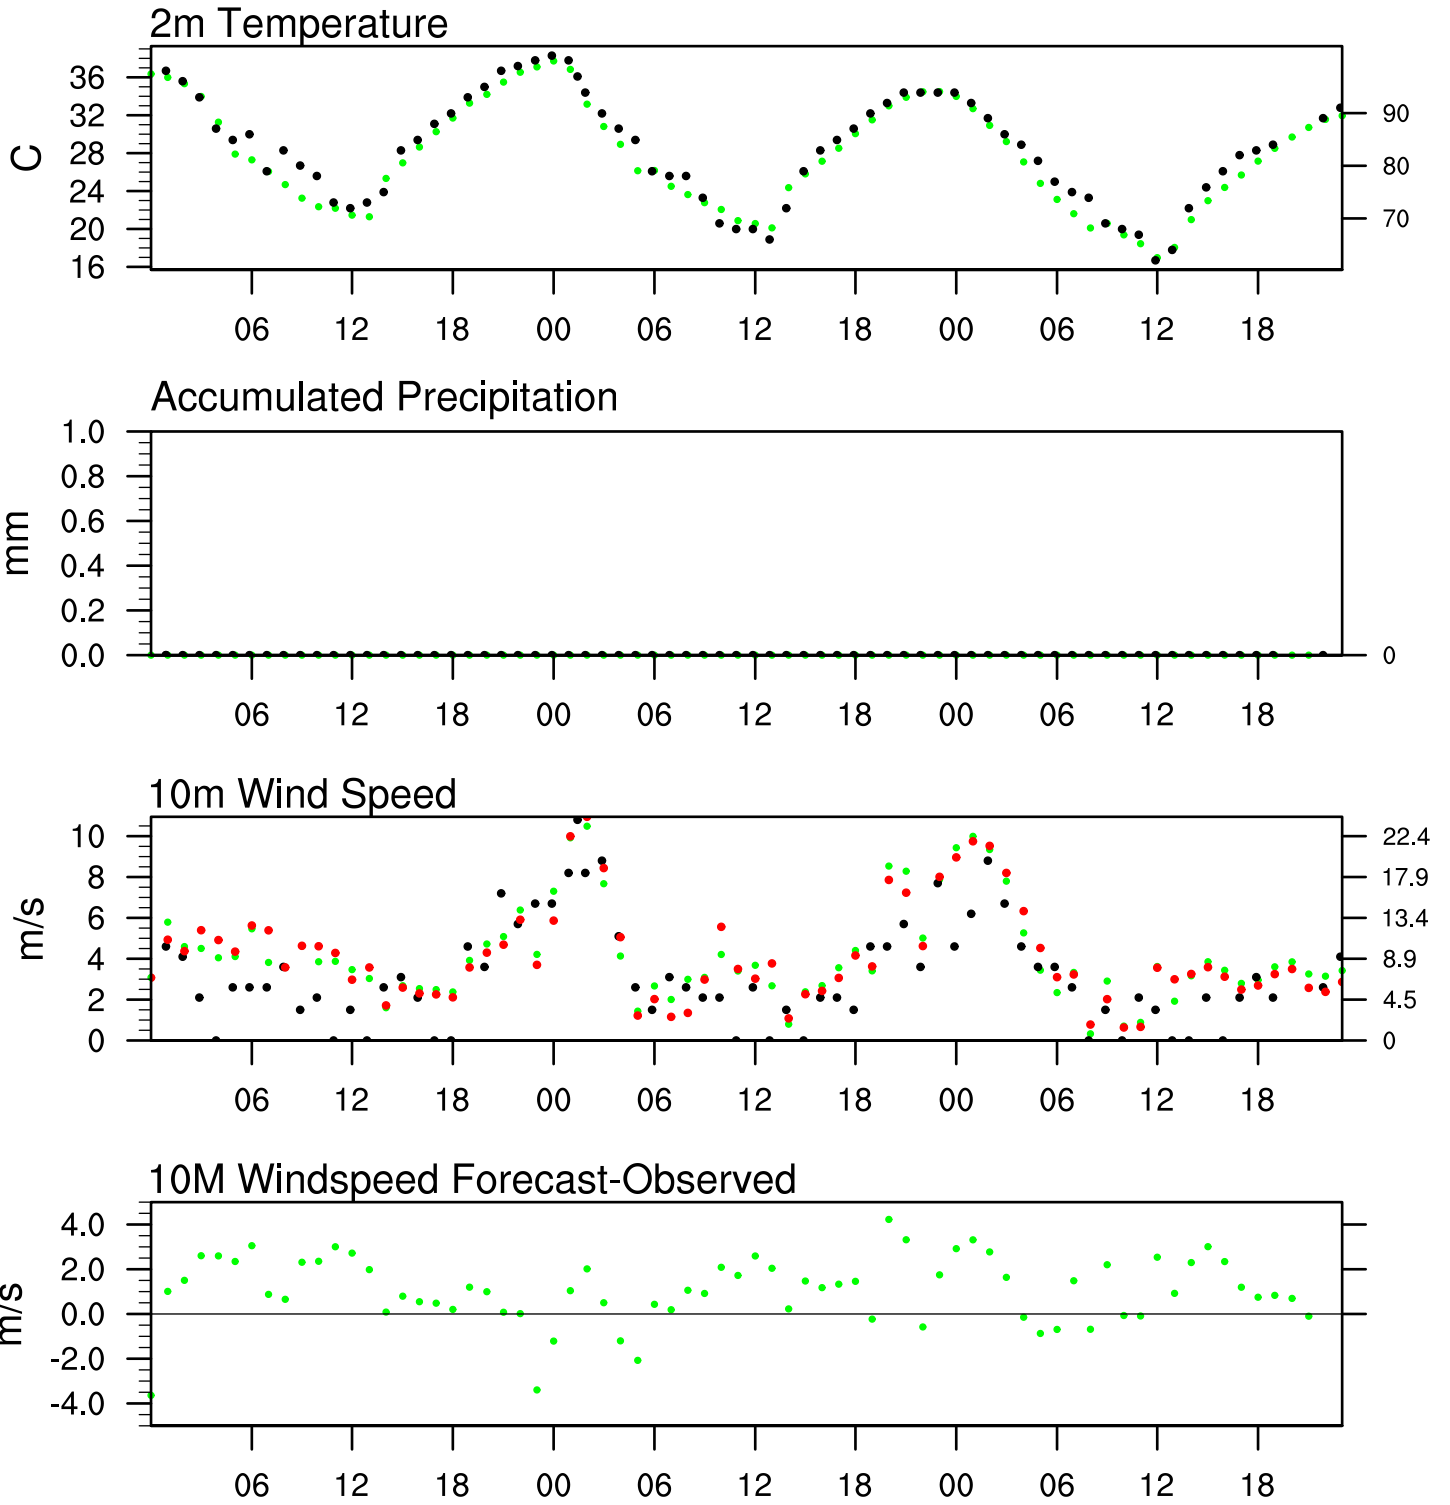 2m Temperature
36
32
28
24
20
16
C
90
80
70
06 12 18 00 06 12 18 00 06 12 18
Accumulated Precipitation
1.0
0.8
0.6
0.4
0.2
0.0
mm
0
06 12 18 00 06 12 18 00 06 12 18
10m Wind Speed
10
8
6
4
2
0
m/s
22.4
17.9
13.4
8.9
4.5
0
06 12 18 00 06 12 18 00 06 12 18
10M Windspeed Forecast-Observed
4.0
2.0
0.0
-2.0
-4.0
m/s
06 12 18 00 06 12 18 00 06 12 18